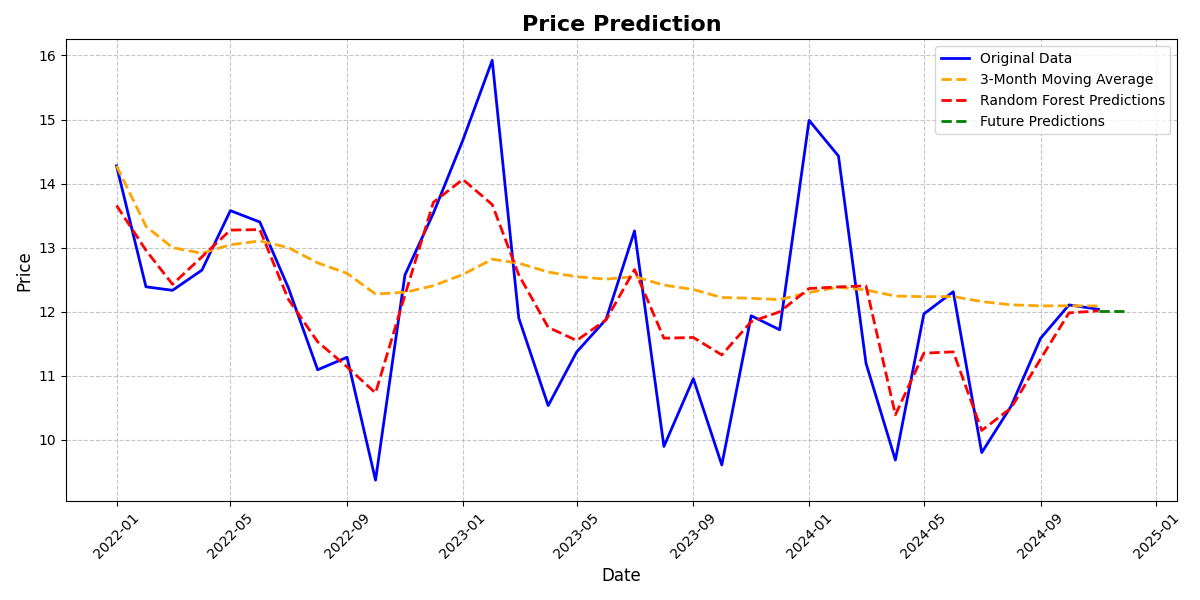 Price Prediction
Original Data
3-Month Moving Average
Random Forest Predictions
Future Predictions
Price
16
15
14
13
12
11
10
2022-01
2022-05
2022-09
2023-01
2023-05
2023-09
2024-01
2024-05
2024-09
2025-01
Date